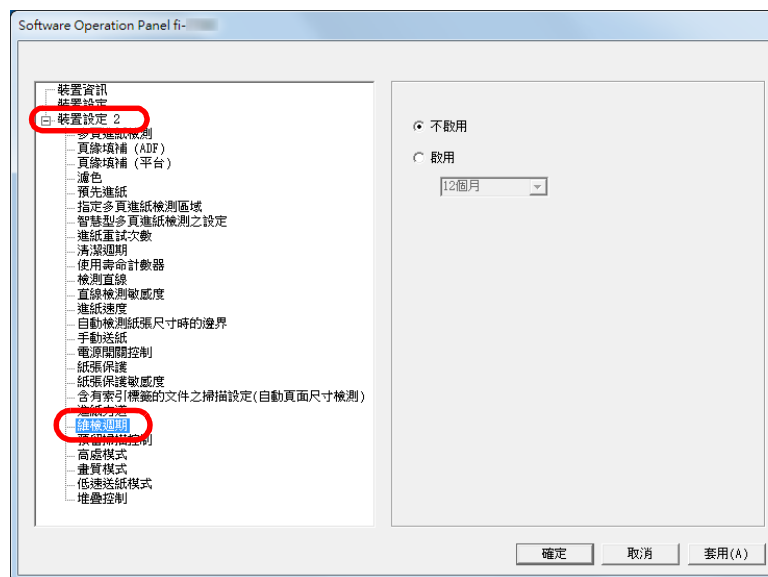 Software Operation Panel fi-
裝置資訊
裝置設定
裝置設定 2
多頁進紙檢測
頁緣填補 (ADF)
頁緣填補 (平台)
濾色
預先進紙
指定多頁進紙檢測區域
智慧型多頁進紙檢測之設定
進紙重試次數
清潔週期
使用壽命計數器
檢測直線
直線檢測敏感度
進紙速度
自動檢測紙張尺寸時的邊界
手動送紙
電源開關控制
紙張保護
紙張保護敏感度
含有索引標籤的文件之掃描設定(自動頁面尺寸檢測)
維檢週期
預留掃描控制
高處模式
畫質模式
低速送紙模式
堆疊控制
不啟用
啟用
12個月
確定
取消
套用(A)